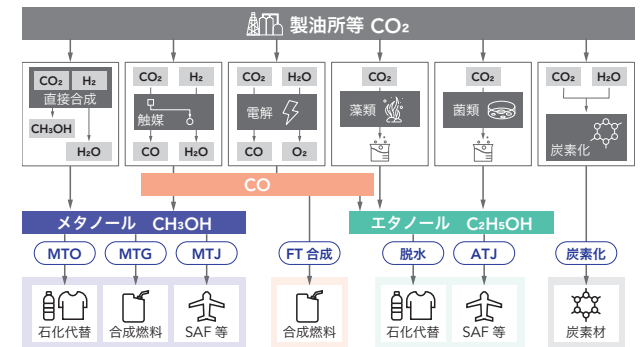 製油所等 CO₂
CO₂ H₂
直接合成
CH₃OH
H₂O
CO₂ H₂
触媒
CO H₂O
CO₂ H₂O
電解
CO O₂
CO₂
藻類
CO₂
菌類
CO₂ H₂O
炭素化
CO
メタノール CH₃OH
エタノール C₂H₅OH
MTO
MTG
MTJ
FT 合成
脱水
ATJ
炭素化
石化代替
合成燃料
SAF 等
合成燃料
石化代替
SAF 等
炭素材